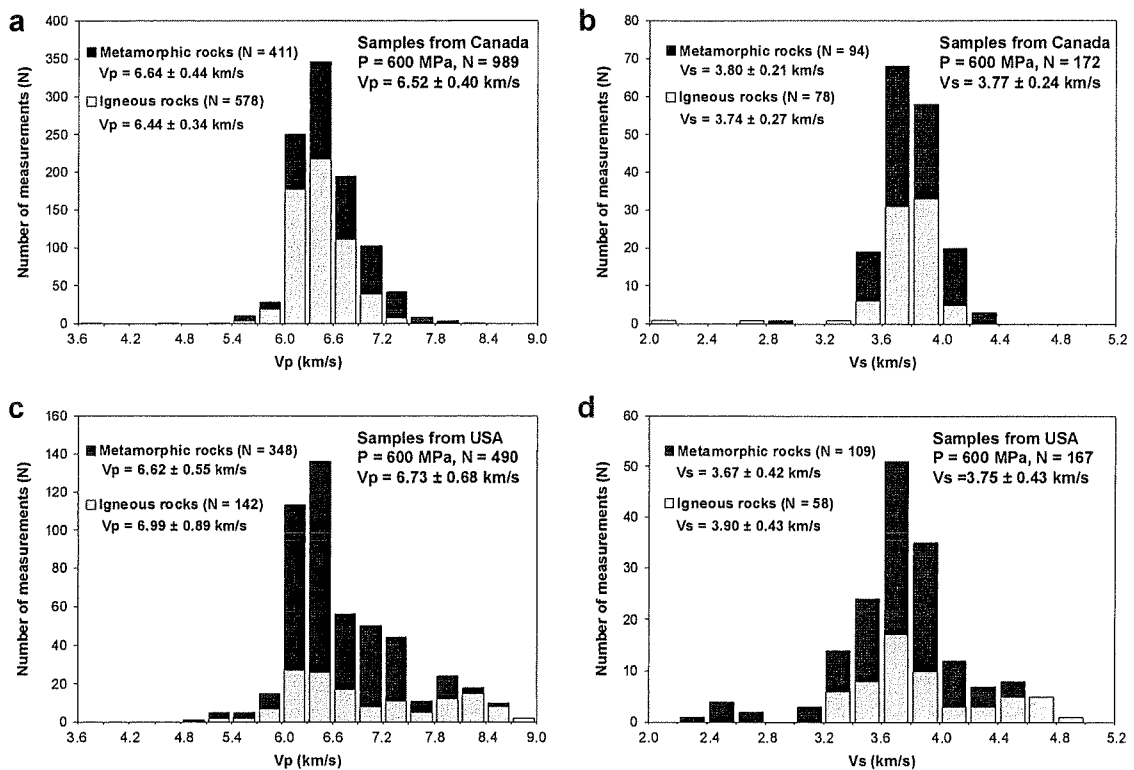 a
Metamorphic rocks (N = 411)
Vp = 6.64 ± 0.44 km/s
Igneous rocks (N = 578)
Vp = 6.44 ± 0.34 km/s
Samples from Canada
P = 600 MPa, N = 989
Vp = 6.52 ± 0.40 km/s
Number of measurements (N)
400
350
300
250
200
150
100
50
0
3.6 4.2 4.8 5.4 6.0 6.6 7.2 7.8 8.4 9.0
Vp (km/s)
b
Metamorphic rocks (N = 94)
Vs = 3.80 ± 0.21 km/s
Igneous rocks (N = 78)
Vs = 3.74 ± 0.27 km/s
Samples from Canada
P = 600 MPa, N = 172
Vs = 3.77 ± 0.24 km/s
Number of measurements (N)
80
70
60
50
40
30
20
10
0
2.0 2.4 2.8 3.2 3.6 4.0 4.4 4.8 5.2
Vs (km/s)
c
Metamorphic rocks (N = 348)
Vp = 6.62 ± 0.55 km/s
Igneous rocks (N = 142)
Vp = 6.99 ± 0.89 km/s
Samples from USA
P = 600 MPa, N = 490
Vp = 6.73 ± 0.68 km/s
Number of measurements (N)
160
140
120
100
80
60
40
20
0
3.6 4.2 4.8 5.4 6.0 6.6 7.2 7.8 8.4 9.0
Vp (km/s)
d
Metamorphic rocks (N = 109)
Vs = 3.67 ± 0.42 km/s
Igneous rocks (N = 58)
Vs = 3.90 ± 0.43 km/s
Samples from USA
P = 600 MPa, N = 167
Vs =3.75 ± 0.43 km/s
Number of measurements (N)
60
50
40
30
20
10
0
2.0 2.4 2.8 3.2 3.6 4.0 4.4 4.8 5.2
Vs (km/s)